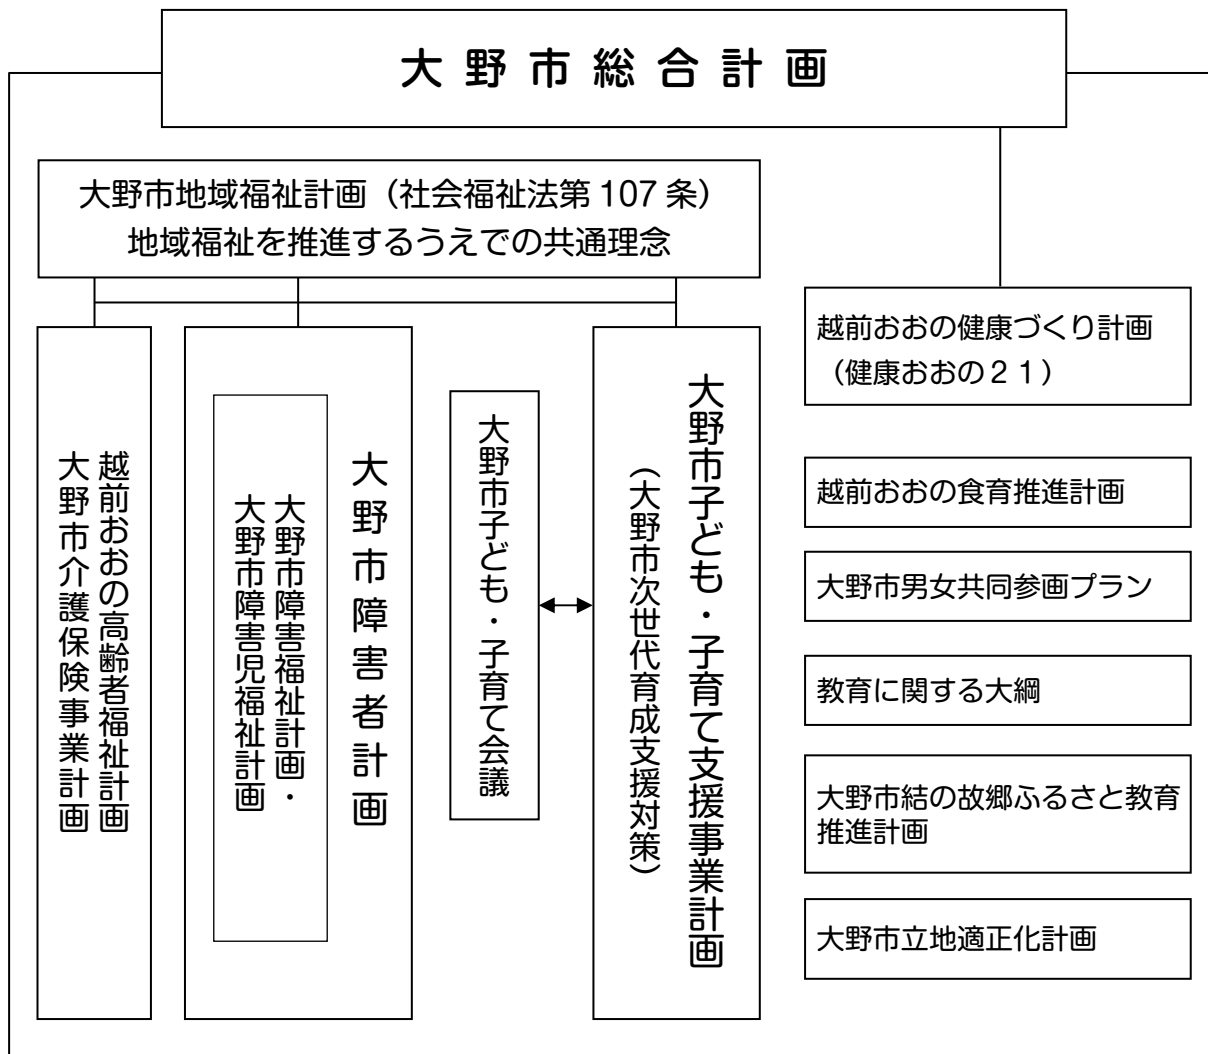 大野市総合計画
大野市地域福祉計画（社会福祉法第 107 条）
地域福祉を推進するうえでの共通理念
越前おおの高齢者福祉計画
大野市介護保険事業計画
大野市障害者計画
大野市障害福祉計画・
大野市障害児福祉計画
大野市子ども・子育て会議
大野市子ども・子育て支援事業計画
（大野市次世代育成支援対策）
越前おおの健康づくり計画
（健康おおの２１）
越前おおの食育推進計画
大野市男女共同参画プラン
教育に関する大綱
大野市結の故郷ふるさと教育
推進計画
大野市立地適正化計画